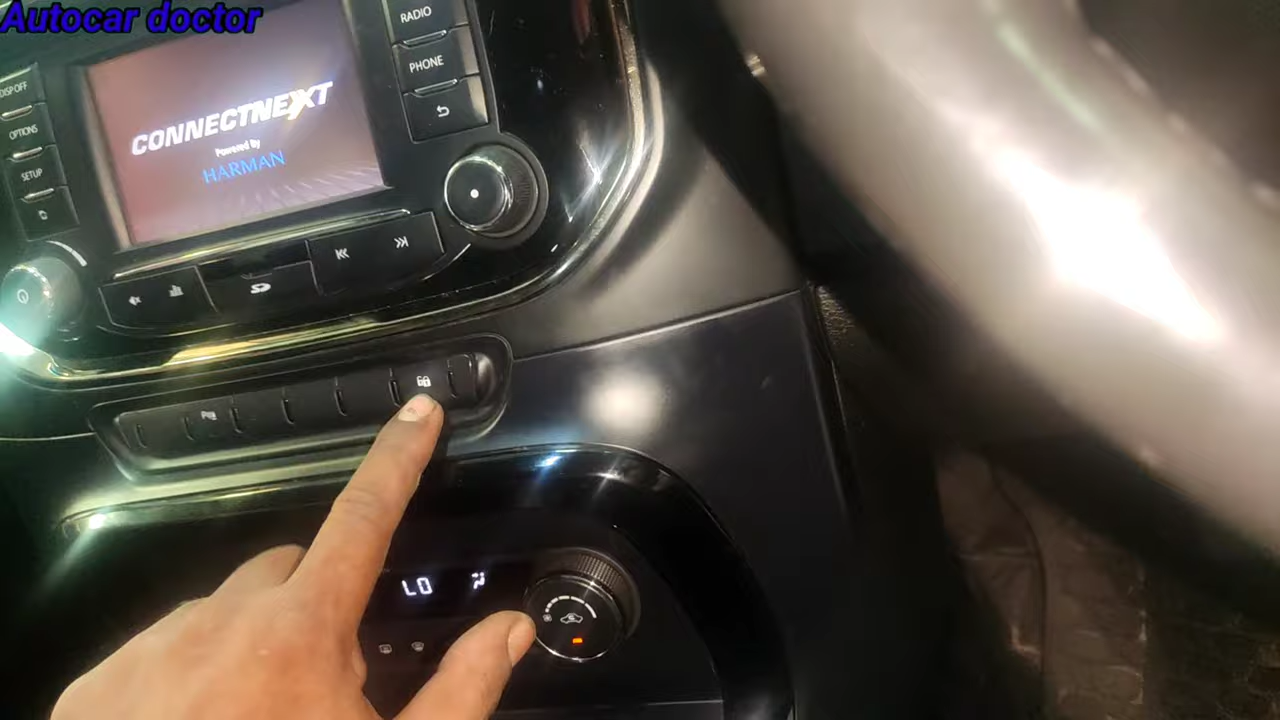 Autocar doctor
RADIO
PHONE
DISP OFF
OPTIONS
SETUP
CONNECTNEXT
Powered by
HARMAN
LO